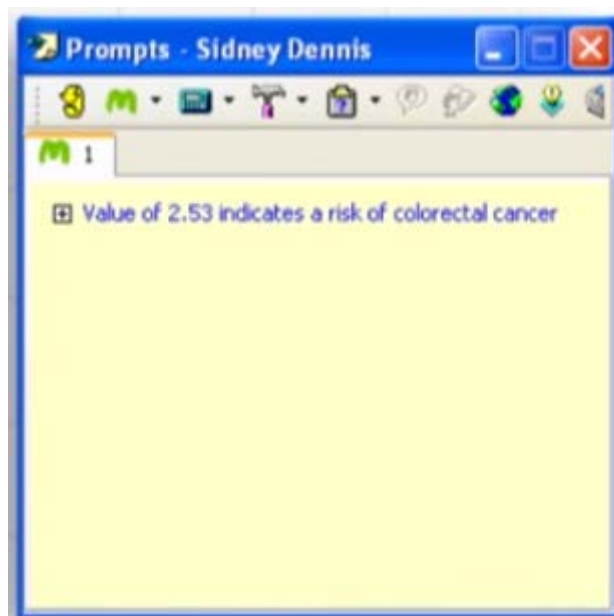 Prompts - Sidney Dennis
1
Value of 2.53 indicates a risk of colorectal cancer